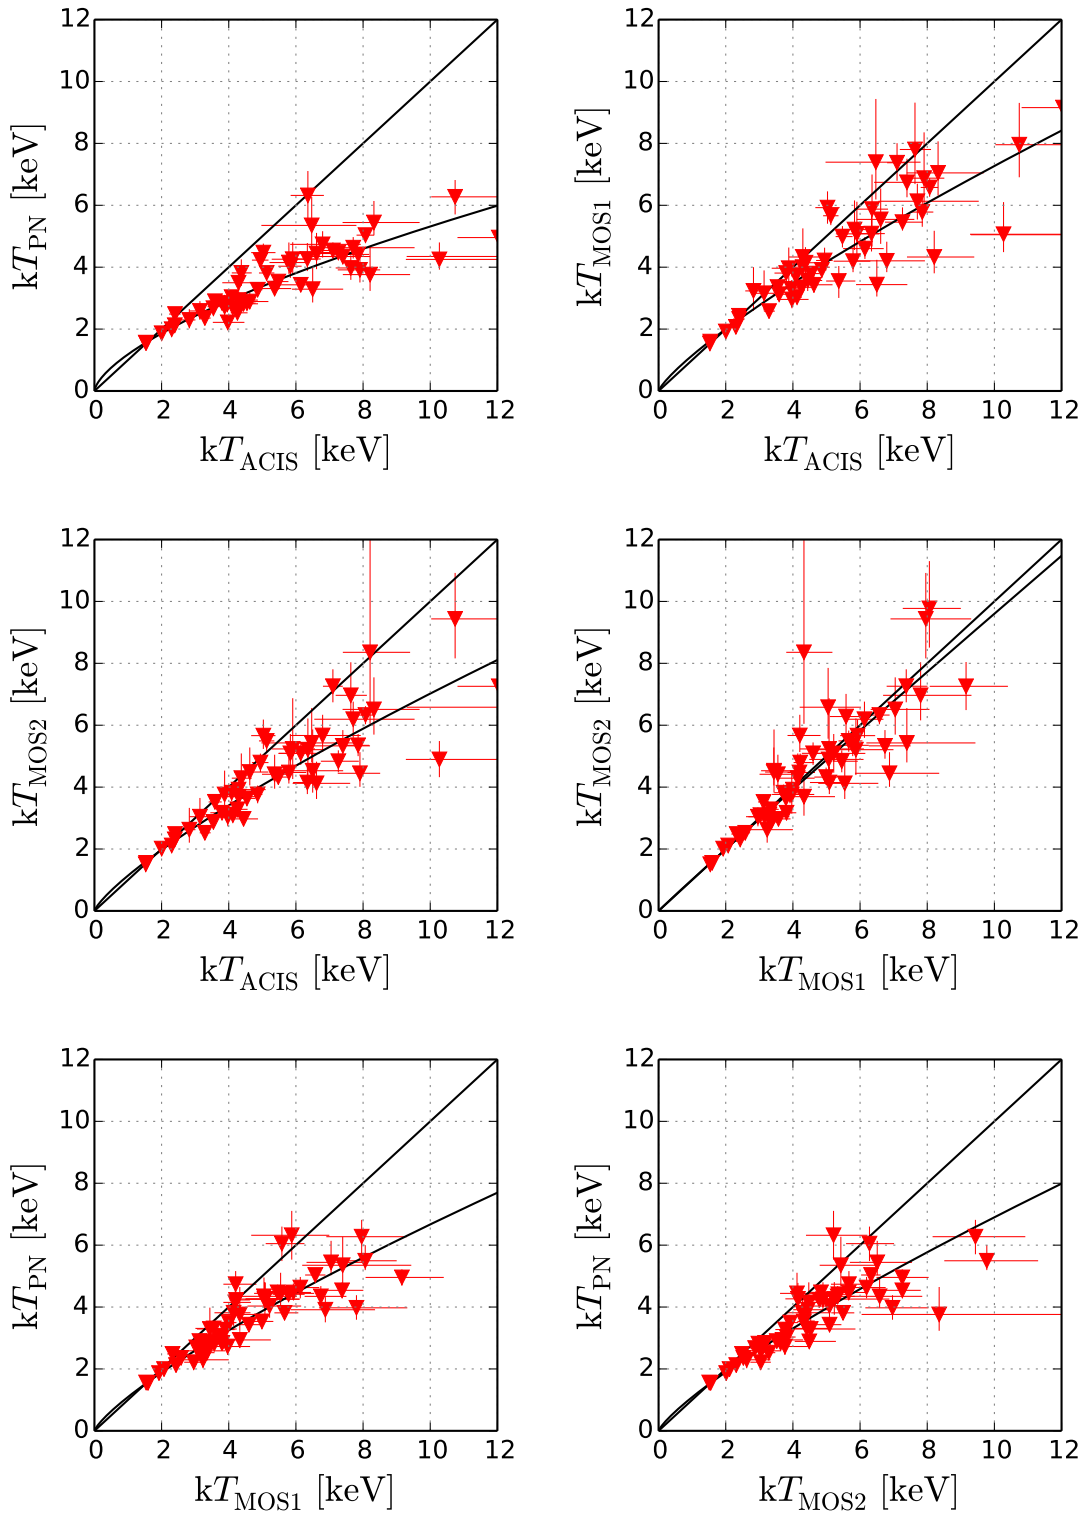 12 12
10 10
8 8
6 6
4 4
2 2
0 0
kT_PN [keV] kT_MOS1 [keV]
0 2 4 6 8 10 12 0 2 4 6 8 10 12
kT_ACIS [keV] kT_ACIS [keV]
12 12
10 10
8 8
6 6
4 4
2 2
0 0
kT_MOS2 [keV] kT_MOS2 [keV]
0 2 4 6 8 10 12 0 2 4 6 8 10 12
kT_ACIS [keV] kT_MOS1 [keV]
12 12
10 10
8 8
6 6
4 4
2 2
0 0
kT_PN [keV] kT_PN [keV]
0 2 4 6 8 10 12 0 2 4 6 8 10 12
kT_MOS1 [keV] kT_MOS2 [keV]